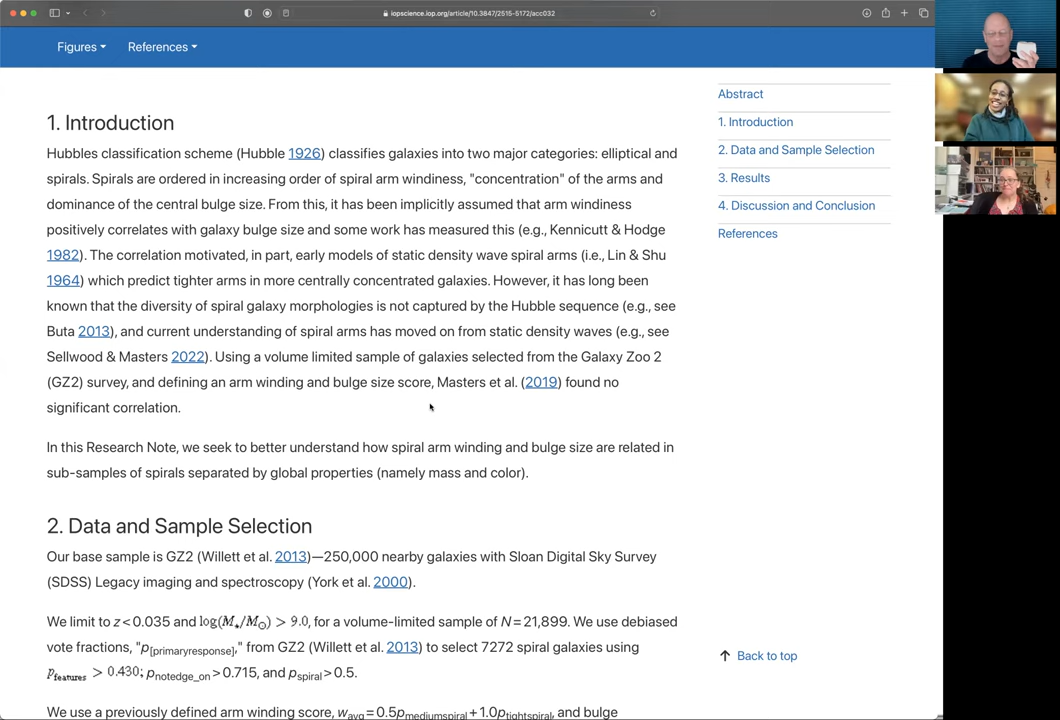 iopscience.iop.org/article/10.3847/2515-5172/acc032
Figures
References
1. Introduction
Hubbles classification scheme (Hubble 1926) classifies galaxies into two major categories: elliptical and
spirals. Spirals are ordered in increasing order of spiral arm windiness, "concentration" of the arms and
dominance of the central bulge size. From this, it has been implicitly assumed that arm windiness
positively correlates with galaxy bulge size and some work has measured this (e.g., Kennicutt & Hodge
1982). The correlation motivated, in part, early models of static density wave spiral arms (i.e., Lin & Shu
1964) which predict tighter arms in more centrally concentrated galaxies. However, it has long been
known that the diversity of spiral galaxy morphologies is not captured by the Hubble sequence (e.g., see
Buta 2013), and current understanding of spiral arms has moved on from static density waves (e.g., see
Sellwood & Masters 2022). Using a volume limited sample of galaxies selected from the Galaxy Zoo 2
(GZ2) survey, and defining an arm winding and bulge size score, Masters et al. (2019) found no
significant correlation.
In this Research Note, we seek to better understand how spiral arm winding and bulge size are related in
sub-samples of spirals separated by global properties (namely mass and color).
2. Data and Sample Selection
Our base sample is GZ2 (Willett et al. 2013)—250,000 nearby galaxies with Sloan Digital Sky Survey
(SDSS) Legacy imaging and spectroscopy (York et al. 2000).
We limit to z < 0.035 and log(M⋆/M⊙) > 9.0, for a volume-limited sample of N = 21,899. We use debiased
vote fractions, "p[primaryresponse]," from GZ2 (Willett et al. 2013) to select 7272 spiral galaxies using
pfeatures > 0.430; pnotedge_on > 0.715, and pspiral > 0.5.
We use a previously defined arm winding score, wavg = 0.5pmediumspiral + 1.0ptightspiral, and bulge
Abstract
1. Introduction
2. Data and Sample Selection
3. Results
4. Discussion and Conclusion
References
Back to top